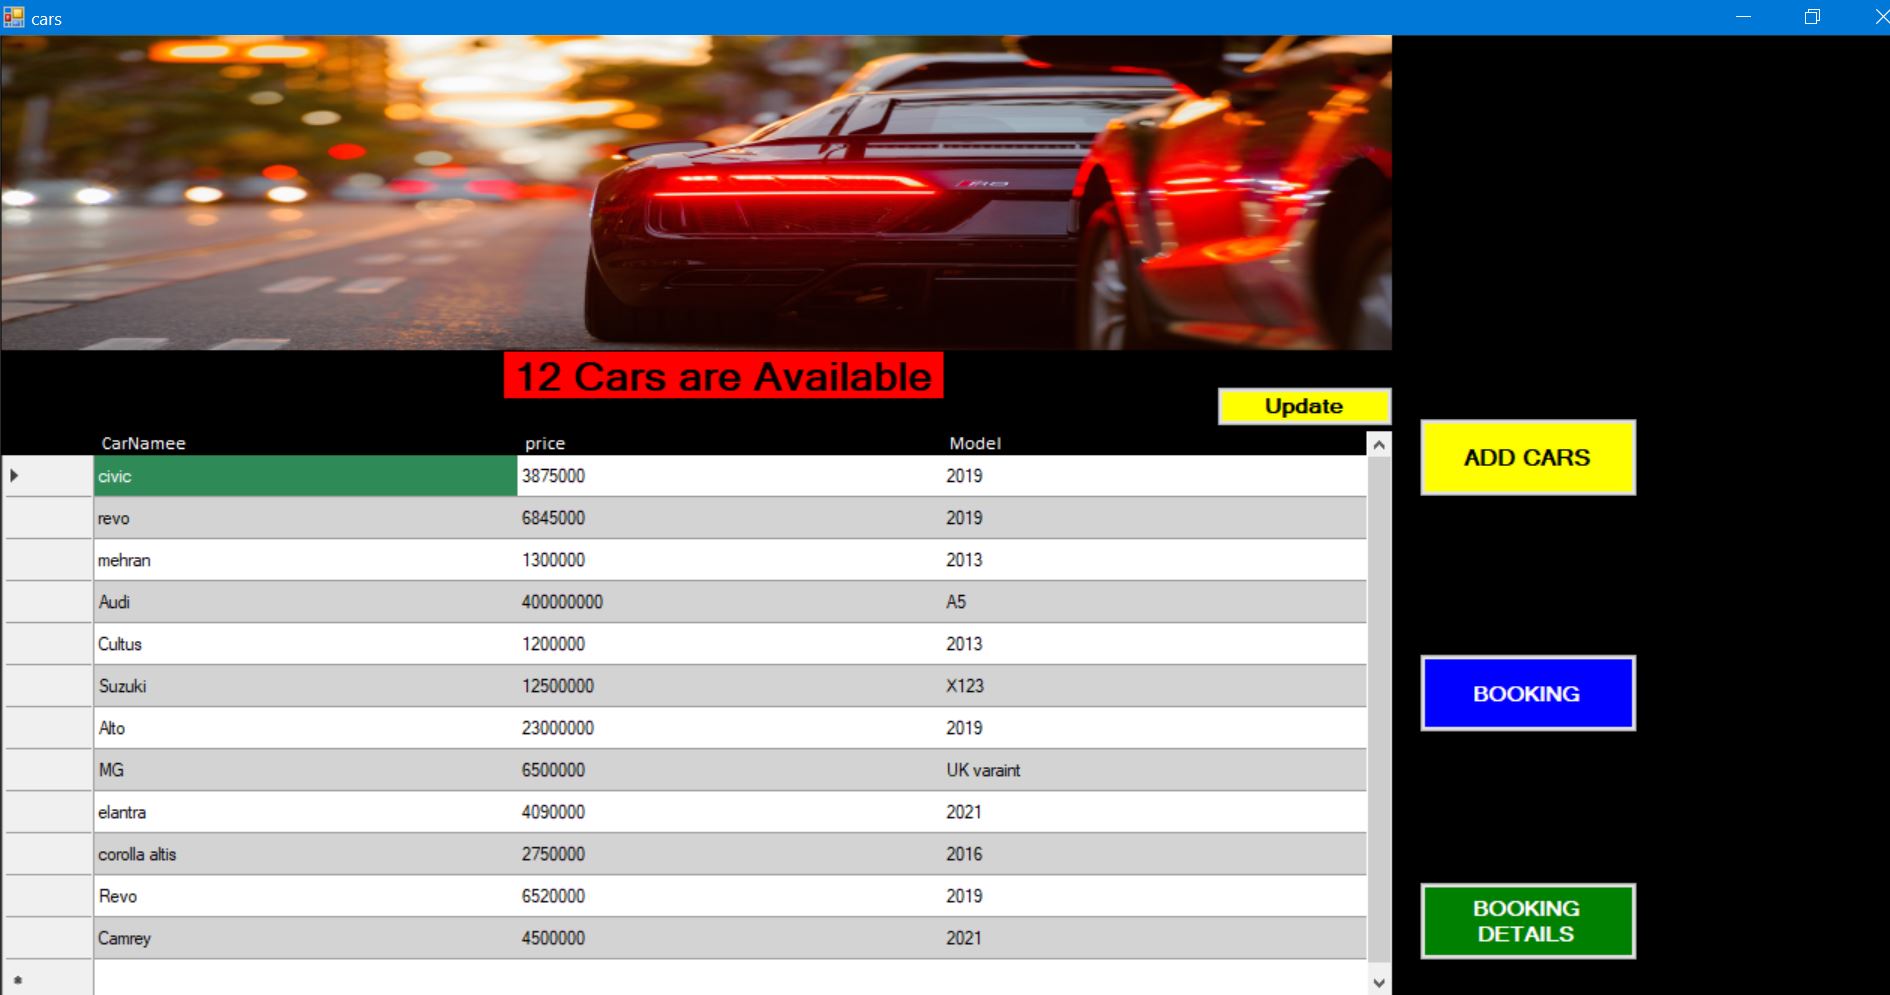 cars
R8
12 Cars are Available
Update
CarNamee price Model
civic 3875000 2019
revo 6845000 2019
mehran 1300000 2013
Audi 400000000 A5
Cultus 1200000 2013
Suzuki 12500000 X123
Alto 23000000 2019
MG 6500000 UK varaint
elantra 4090000 2021
corolla altis 2750000 2016
Revo 6520000 2019
Camrey 4500000 2021
ADD CARS
BOOKING
BOOKING
DETAILS